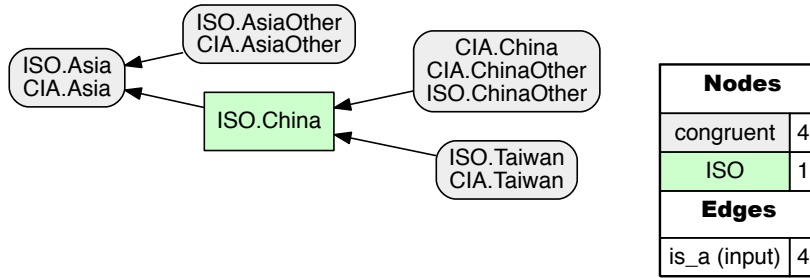 ISO.Asia
CIA.Asia
ISO.AsiaOther
CIA.AsiaOther
ISO.China
CIA.China
CIA.ChinaOther
ISO.ChinaOther
ISO.Taiwan
CIA.Taiwan
Nodes
congruent 4
ISO 1
Edges
is_a (input) 4